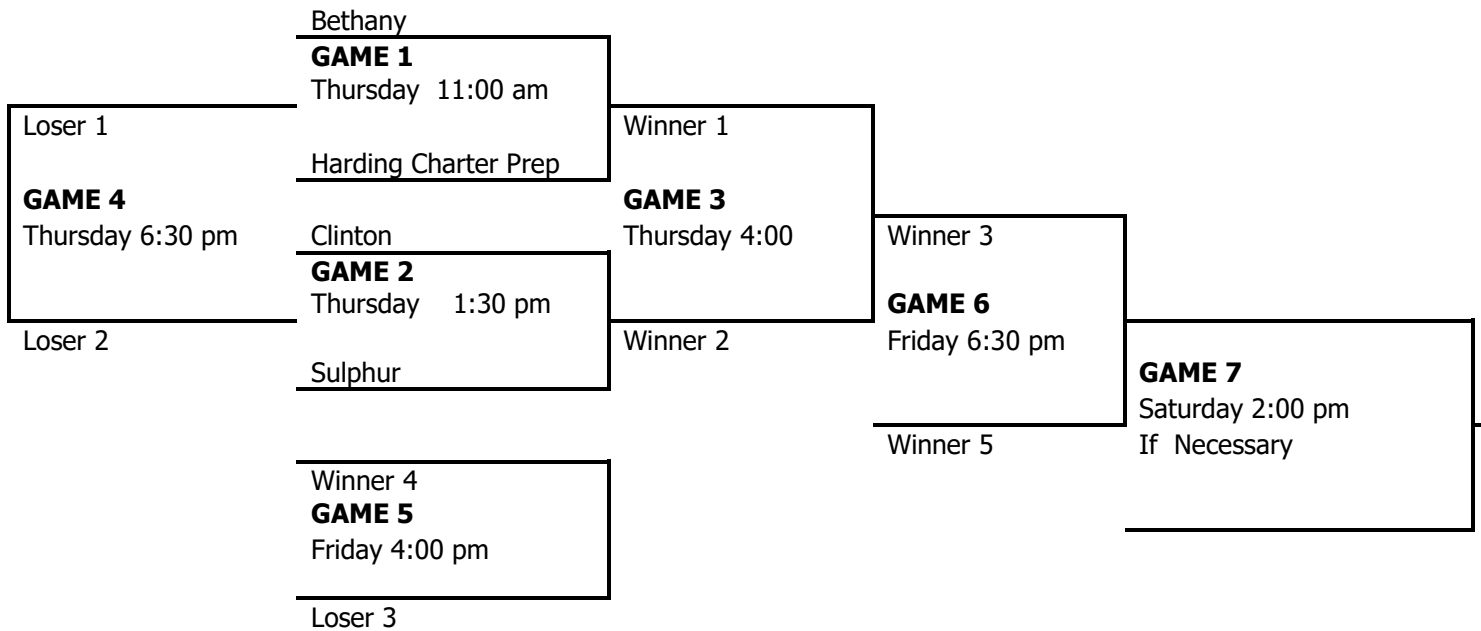 Bethany
GAME 1
Thursday 11:00 am
Loser 1
Winner 1
Harding Charter Prep
GAME 4
GAME 3
Thursday 6:30 pm
Clinton
Thursday 4:00
Winner 3
GAME 2
Thursday 1:30 pm
GAME 6
Loser 2
Winner 2
Friday 6:30 pm
Sulphur
GAME 7
Saturday 2:00 pm
Winner 5
If Necessary
Winner 4
GAME 5
Friday 4:00 pm
Loser 3